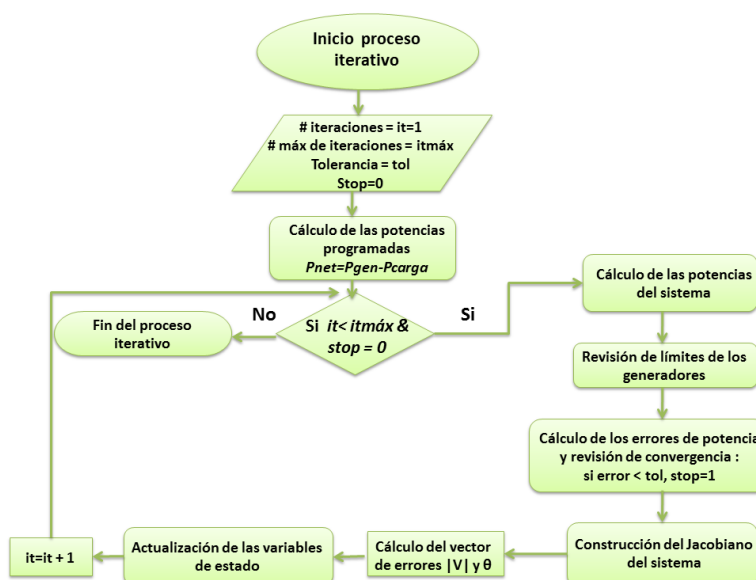 Inicio proceso
iterativo
# iteraciones = it=1
# máx de iteraciones = itmáx
Tolerancia = tol
Stop=0
Cálculo de las potencias
programadas
Pnet=Pgen-Pcarga
Si it< itmáx &
stop = 0
No
Fin del proceso
iterativo
Si
Cálculo de las potencias
del sistema
Revisión de límites de los
generadores
Cálculo de los errores de potencia
y revisión de convergencia :
si error < tol, stop=1
Construcción del Jacobiano
del sistema
Cálculo del vector
de errores |V| y θ
Actualización de las variables
de estado
it=it + 1